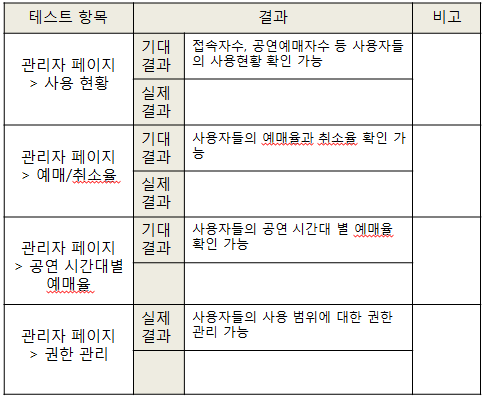 테스트 항목 결과 비고
관리자 페이지
> 사용 현황
기대
결과
접속자수, 공연예매자수 등 사용자들
의 사용현황 확인 가능
실제
결과
관리자 페이지
> 예매/취소율
기대
결과
사용자들의 예매율과 취소율 확인 가
능
실제
결과
관리자 페이지
> 공연 시간대별
예매율
기대
결과
사용자들의 공연 시간대 별 예매율
확인 가능
관리자 페이지
> 권한 관리
실제
결과
사용자들의 사용 범위에 대한 권한
관리 가능